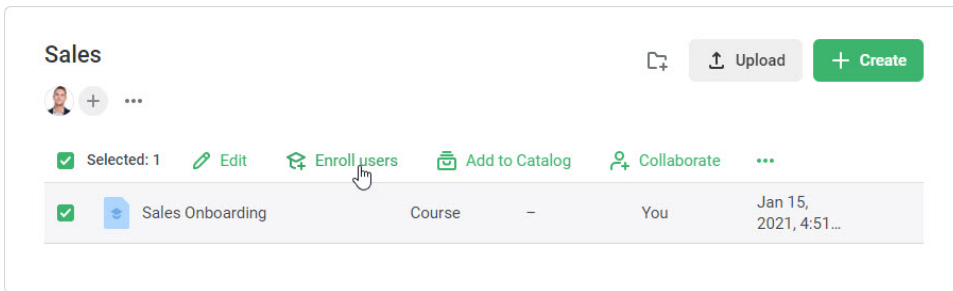 Sales
Upload
Create
Selected: 1 Edit Enroll users Add to Catalog Collaborate
Sales Onboarding Course – You Jan 15,
2021, 4:51...